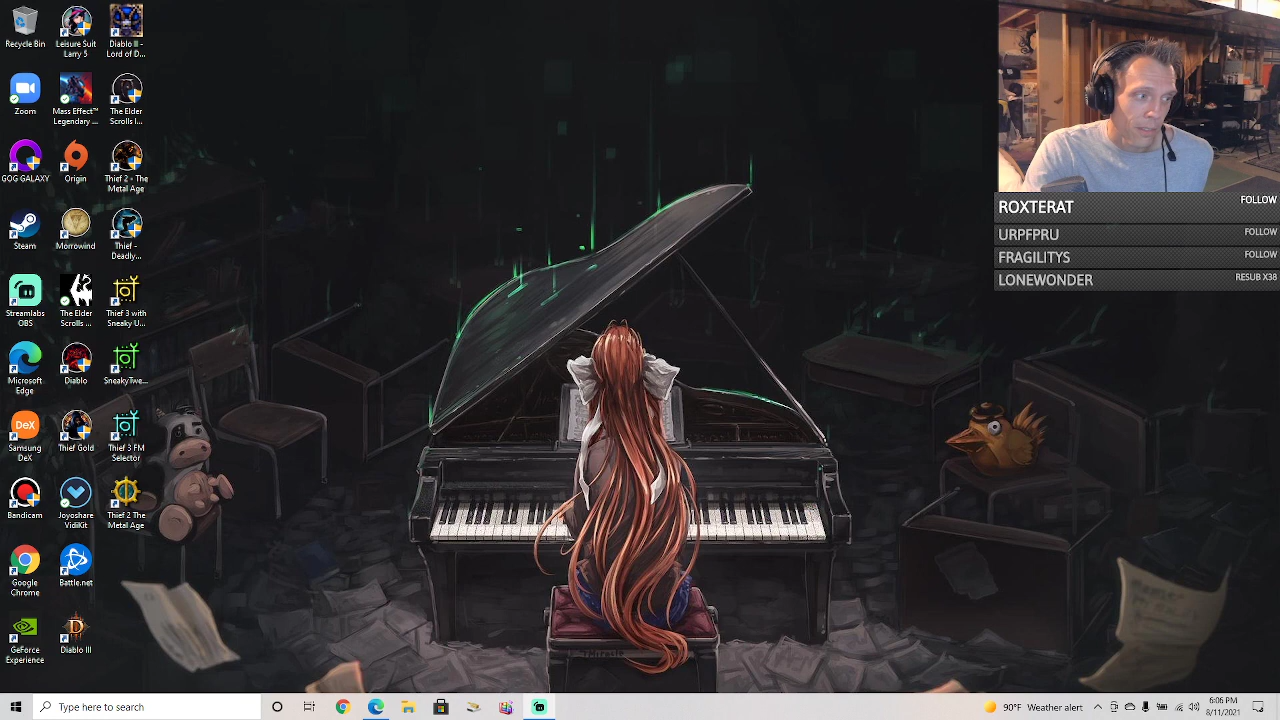 Recycle Bin
Leisure Suit
Larry 5
Diablo II -
Lord of D...
Zoom
Mass Effect™
Legendary ...
The Elder
Scrolls I...
GOG GALAXY
Origin
Thief 2 - The
Metal Age
Steam
Morrowind
Thief -
Deadly...
Streamlabs
OBS
The Elder
Scrolls ...
Thief 3 with
Sneaky U...
Microsoft
Edge
Diablo
SneakyTwe...
DeX
Samsung
DeX
Thief Gold
Thief 3 FM
Selector
Bandicam
Joyoshare
VidiKit
Thief 2 The
Metal Age
Google
Chrome
Battle.net
GeForce
Experience
Diablo III
ROXTERAT FOLLOW
URPFPRU FOLLOW
FRAGILITYS FOLLOW
LONEWONDER RESUB X38
Type here to search
90°F Weather alert
6:06 PM
8/11/2021